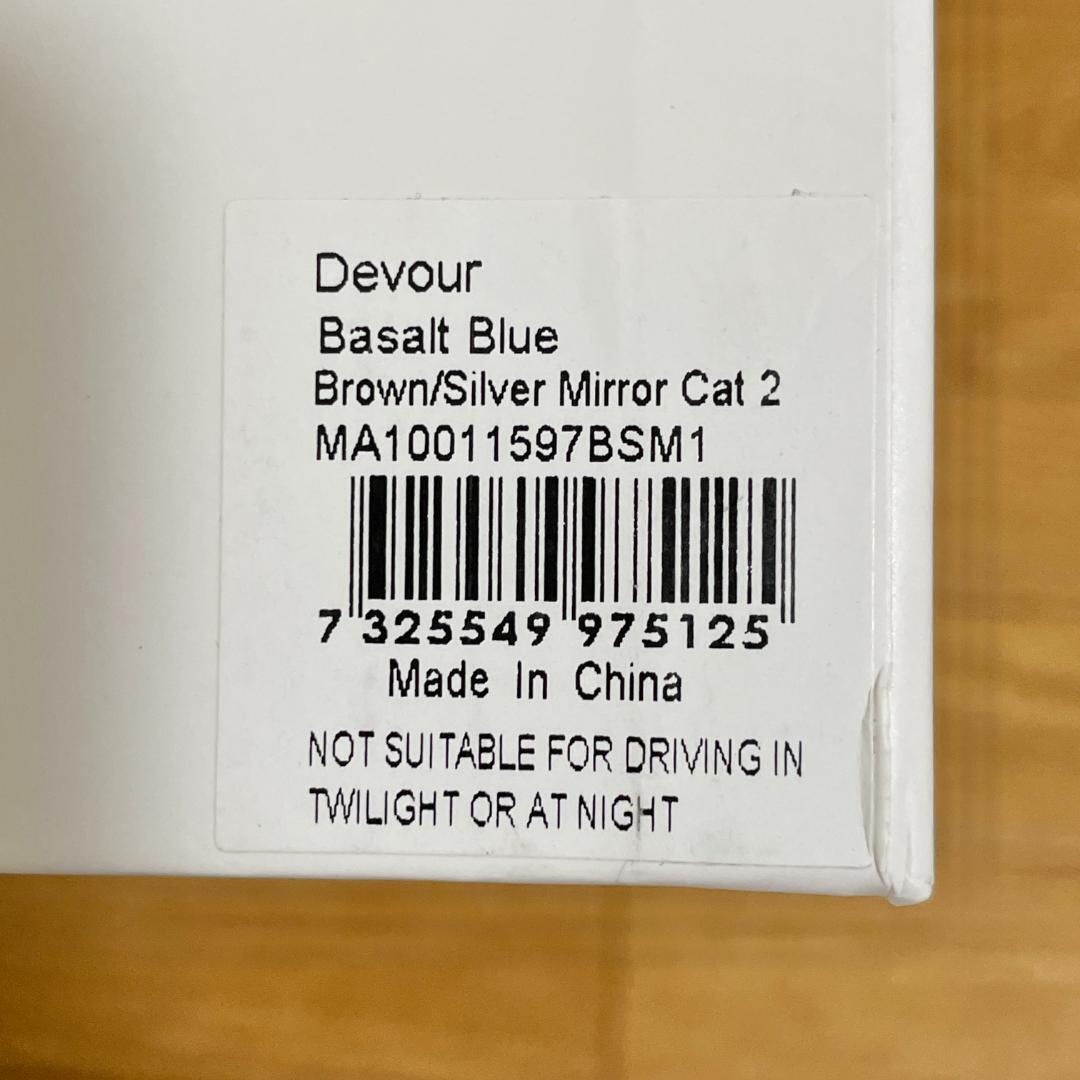 Devour
Basalt Blue
Brown/Silver Mirror Cat 2
MA10011597BSM1
7 325549 975125
Made In China
NOT SUITABLE FOR DRIVING IN
TWILIGHT OR AT NIGHT